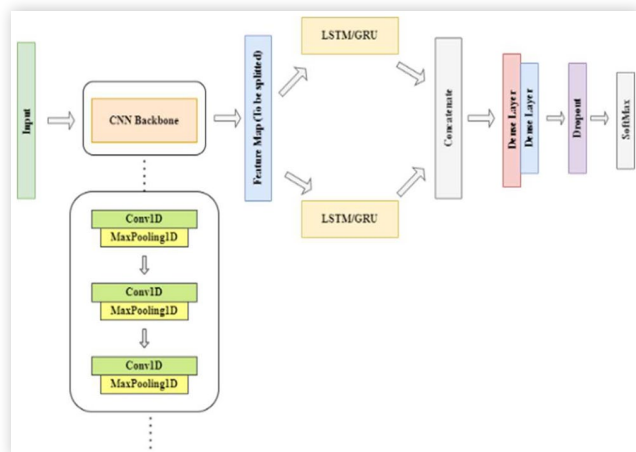 Input
CNN Backbone
Feature Map (To be splitted)
LSTM/GRU
LSTM/GRU
Concatenate
Dense Layer
Dense Layer
Dropout
SoftMax
Conv1D
MaxPooling1D
Conv1D
MaxPooling1D
Conv1D
MaxPooling1D